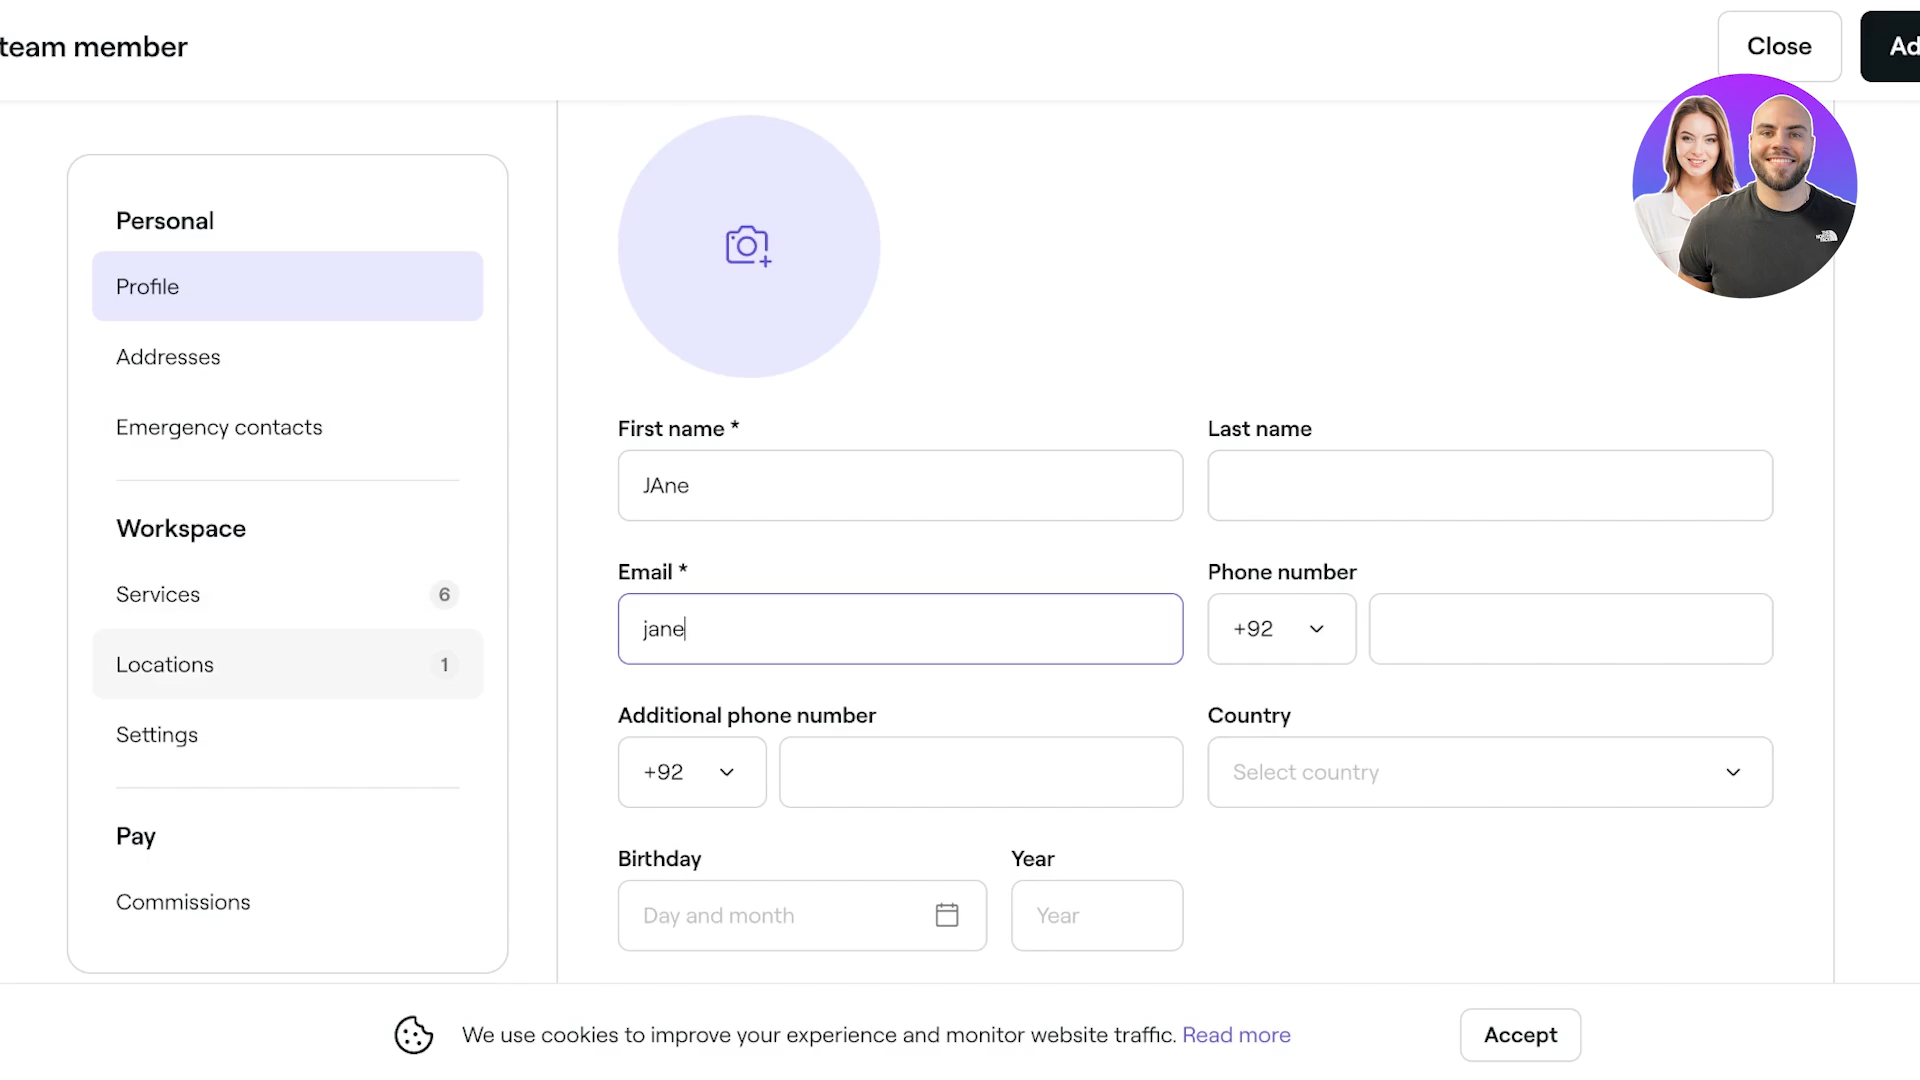 team member
Close
Ad
Personal
Profile
Addresses
Emergency contacts
Workspace
Services 6
Locations 1
Settings
Pay
Commissions
First name *
Last name
JAne
Email *
Phone number
jane
+92
Additional phone number
Country
+92
Select country
Birthday
Year
Day and month
Year
We use cookies to improve your experience and monitor website traffic. Read more
Accept